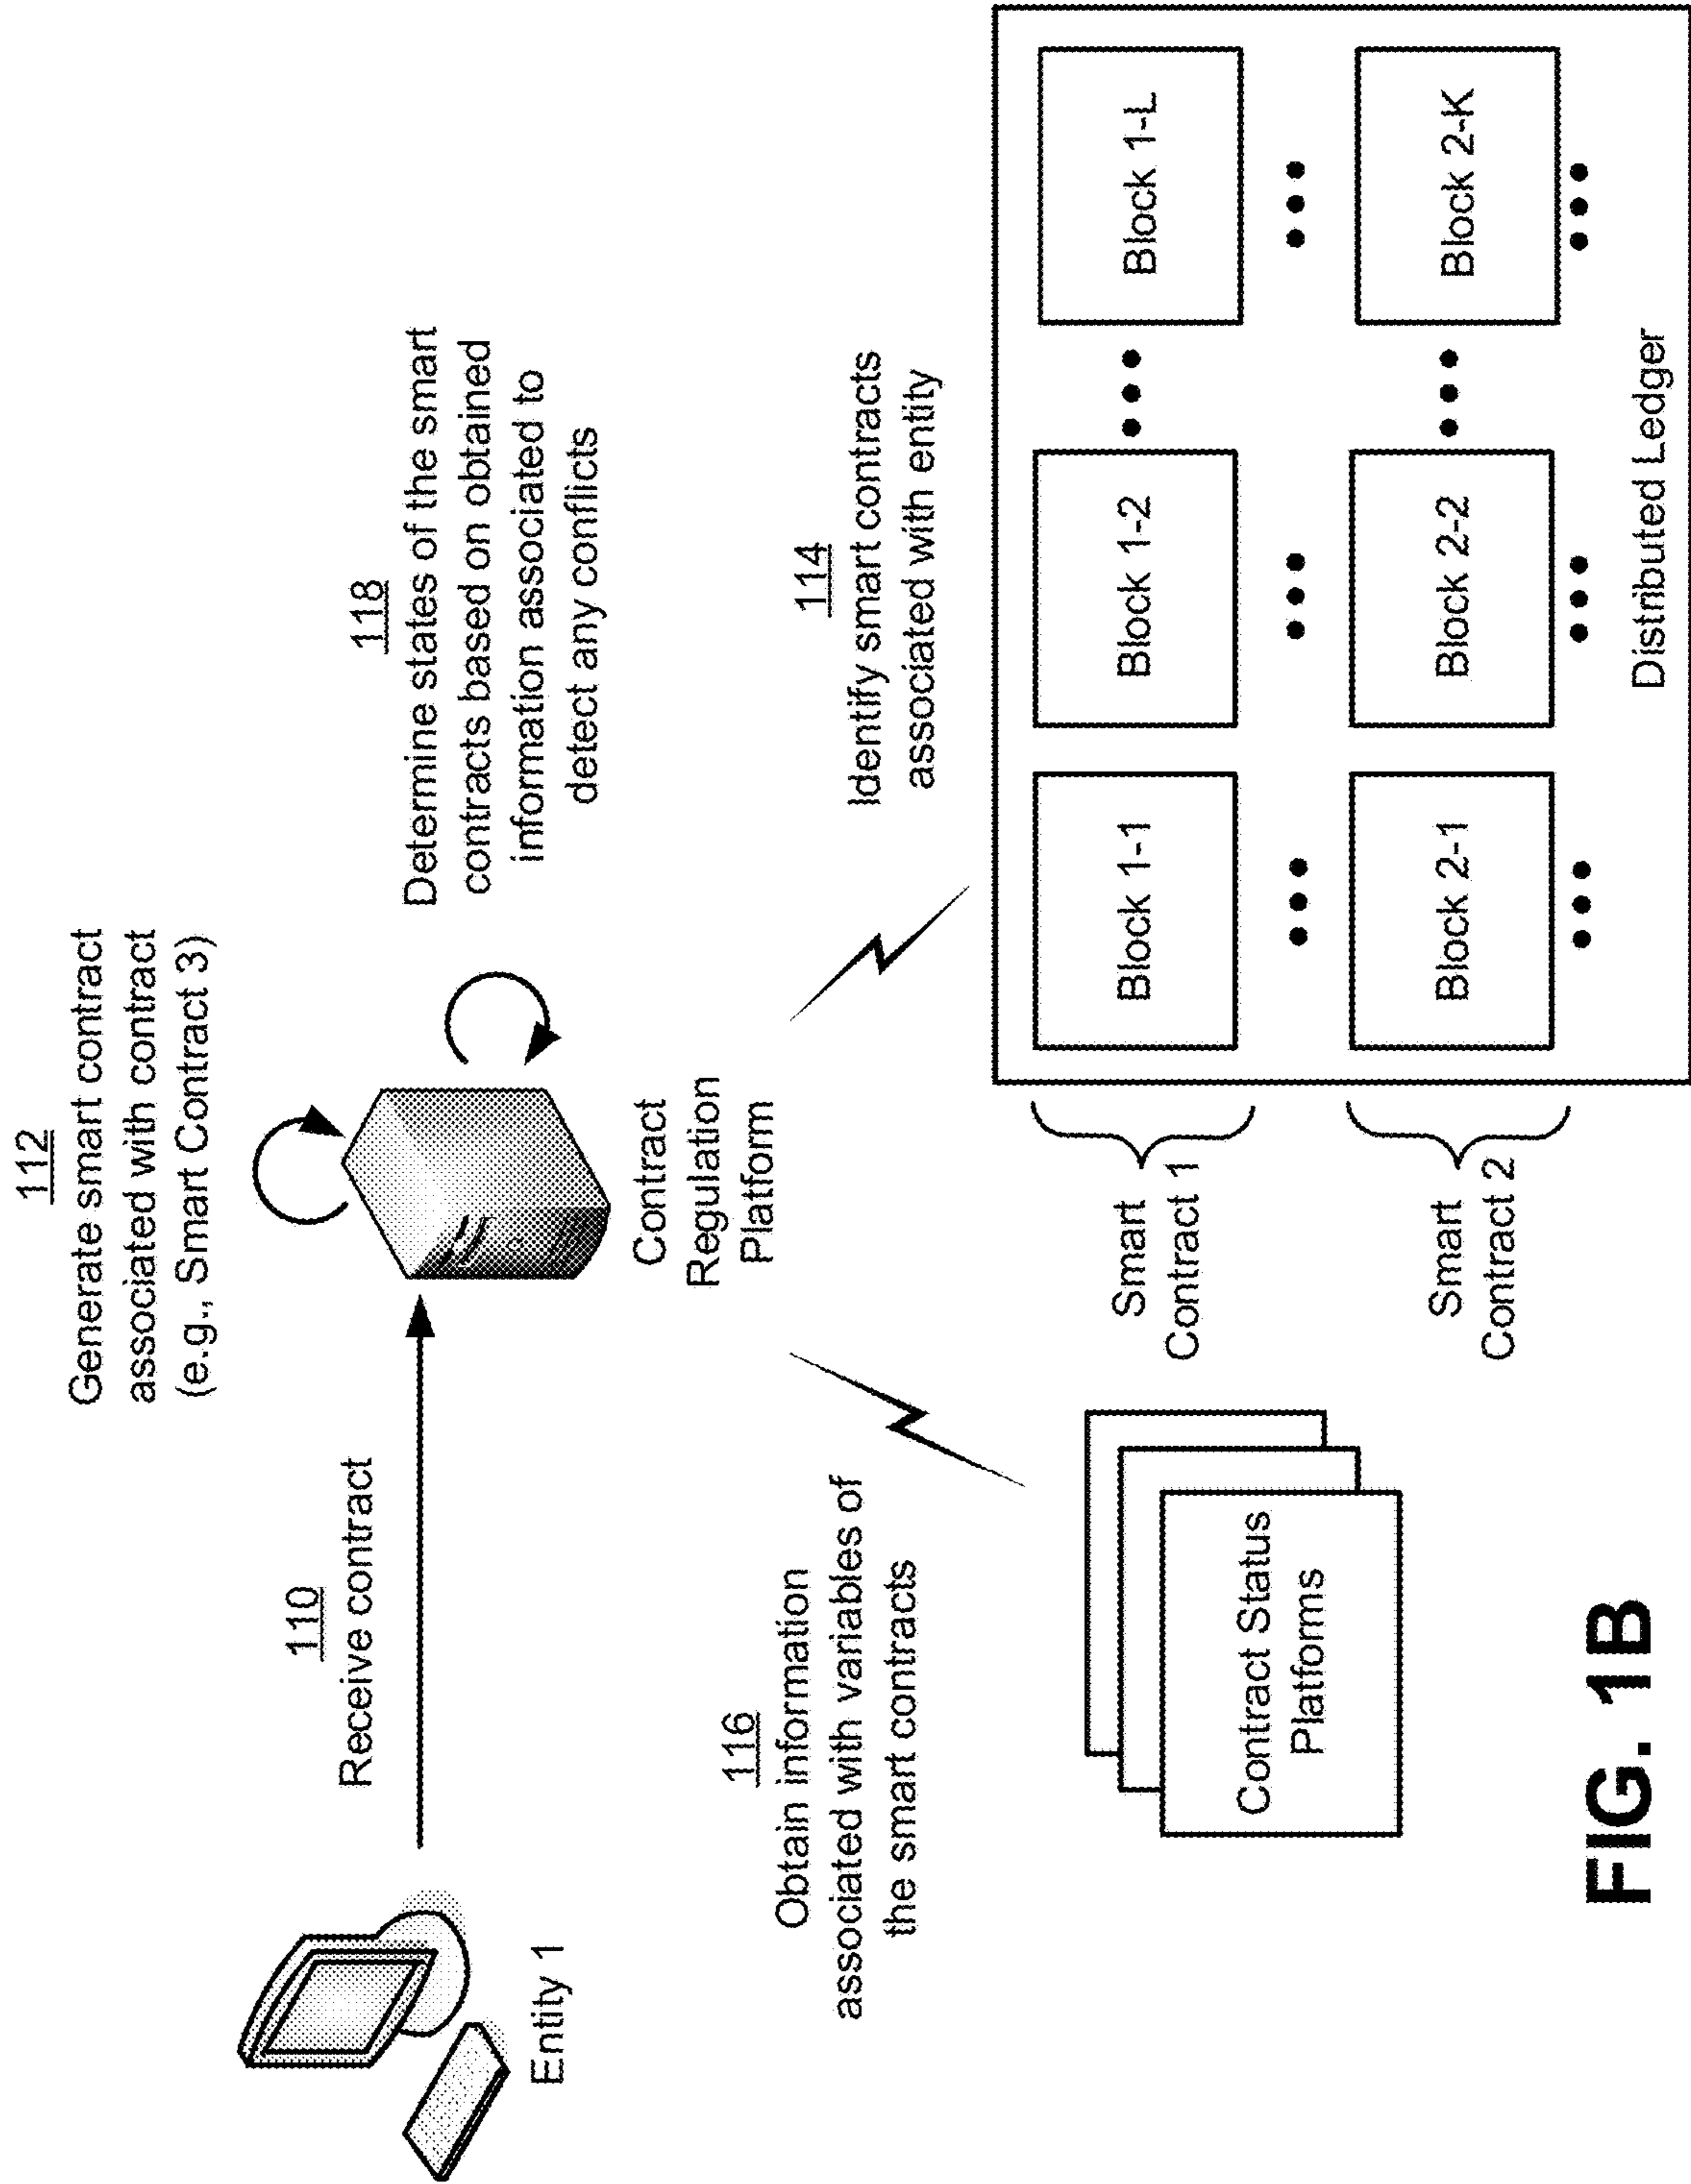 112
Generate smart contract
associated with contract
(e.g., Smart Contract 3)
110
Receive contract
118
Determine states of the smart
contracts based on obtained
information associated to
detect any conflicts
Entity 1
Contract
Regulation
Platform
116
Obtain information
associated with variables of
the smart contracts
114
Identify smart contracts
associated with entity
Contract Status
Platforms
Smart
Contract 1
Block 1-1
Block 1-2
Block 1-L
Smart
Contract 2
Block 2-1
Block 2-2
Block 2-K
Distributed Ledger
FIG. 1B